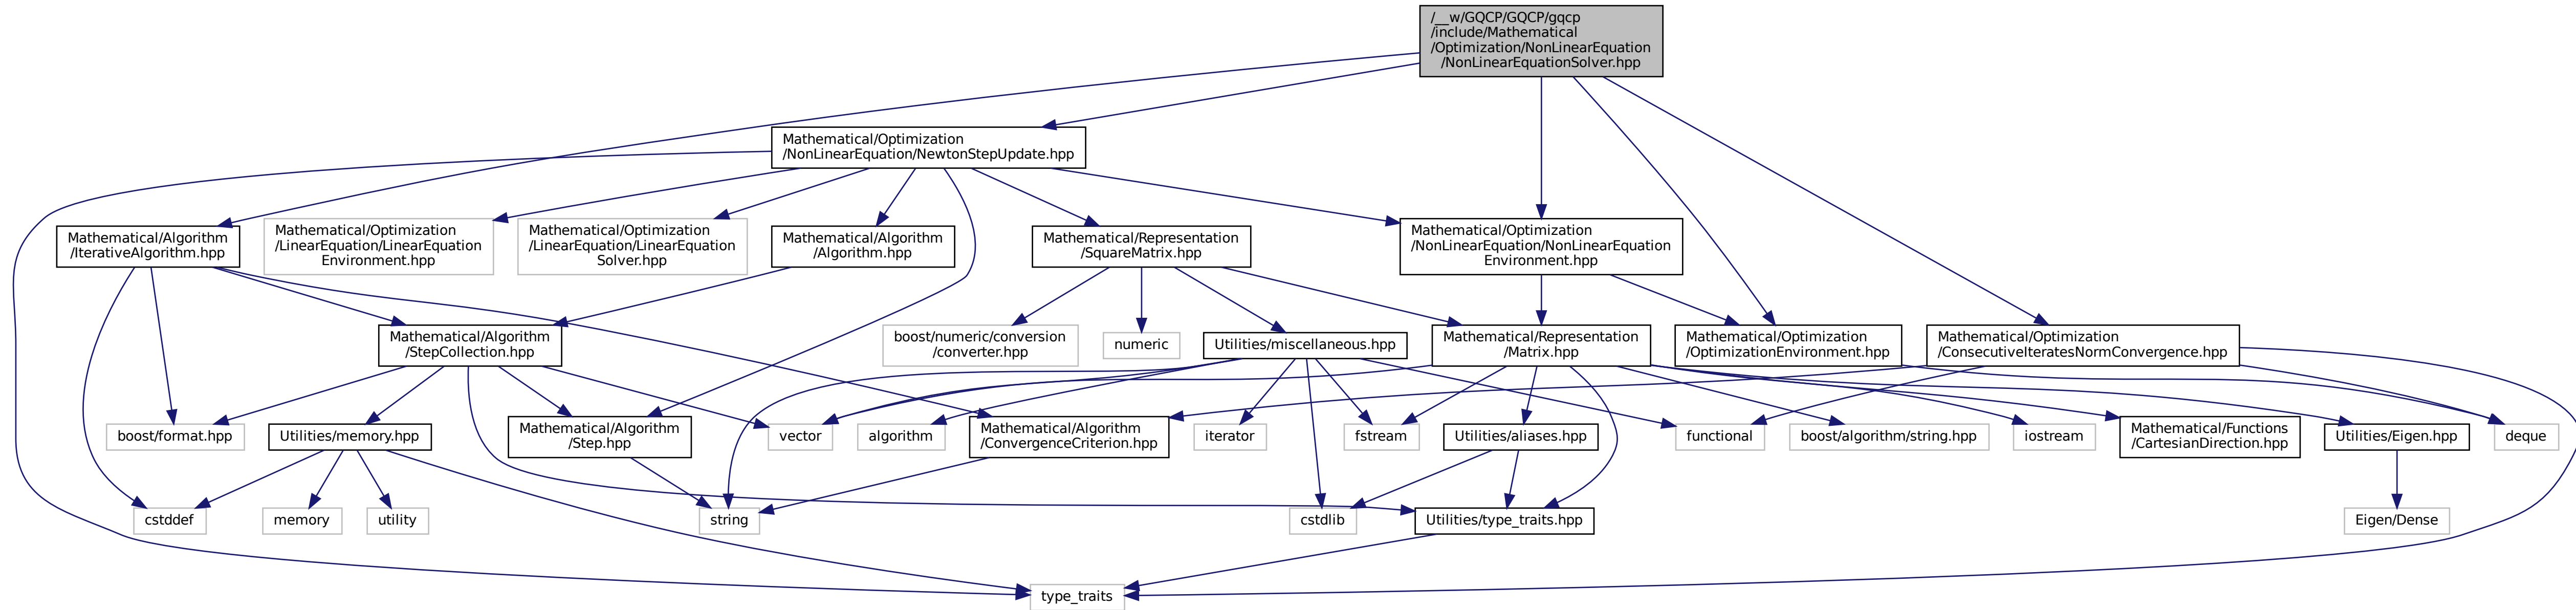 /__w/GQCP/GQCP/gqcp
/include/Mathematical
/Optimization/NonLinearEquation
/NonLinearEquationSolver.hpp
Mathematical/Optimization
/NonLinearEquation/NewtonStepUpdate.hpp
Mathematical/Algorithm
/IterativeAlgorithm.hpp
Mathematical/Optimization
/LinearEquation/LinearEquation
Environment.hpp
Mathematical/Optimization
/LinearEquation/LinearEquation
Solver.hpp
Mathematical/Algorithm
/Algorithm.hpp
Mathematical/Representation
/SquareMatrix.hpp
Mathematical/Optimization
/NonLinearEquation/NonLinearEquation
Environment.hpp
Mathematical/Algorithm
/StepCollection.hpp
boost/numeric/conversion
/converter.hpp
numeric
Utilities/miscellaneous.hpp
Mathematical/Representation
/Matrix.hpp
Mathematical/Optimization
/OptimizationEnvironment.hpp
Mathematical/Optimization
/ConsecutiveIteratesNormConvergence.hpp
boost/format.hpp
Utilities/memory.hpp
Mathematical/Algorithm
/Step.hpp
vector
algorithm
Mathematical/Algorithm
/ConvergenceCriterion.hpp
iterator
fstream
Utilities/aliases.hpp
functional
boost/algorithm/string.hpp
iostream
Mathematical/Functions
/CartesianDirection.hpp
Utilities/Eigen.hpp
deque
cstddef
memory
utility
string
cstdlib
Utilities/type_traits.hpp
Eigen/Dense
type_traits